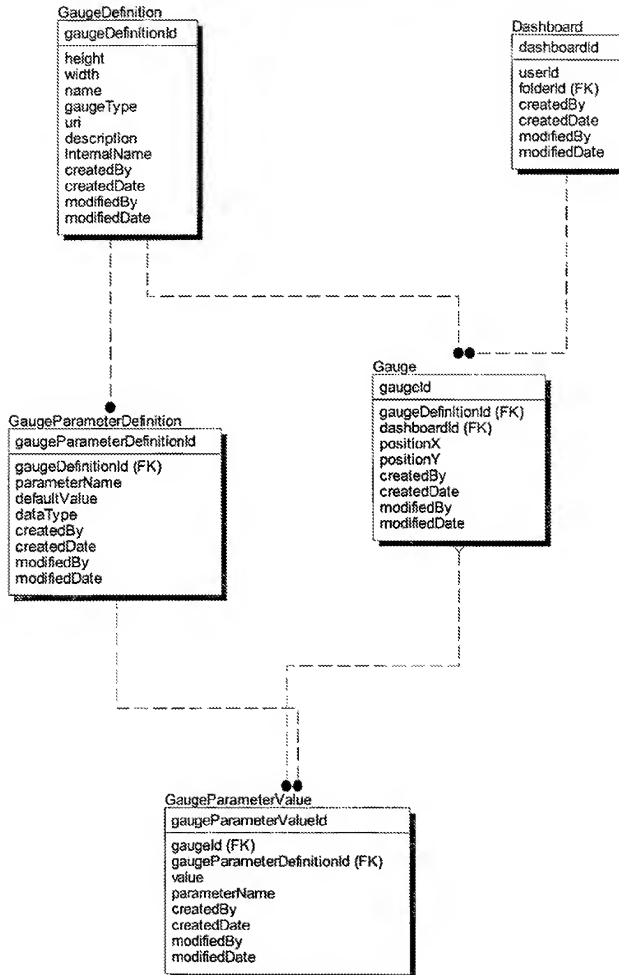 GaugeDefinition
gaugeDefinitionId
height
width
name
gaugeType
uri
description
InternalName
createdBy
createdDate
modifiedBy
modifiedDate
Dashboard
dashboardId
userId
folderId (FK)
createdBy
createdDate
modifiedBy
modifiedDate
Gauge
gaugeId
gaugeDefinitionId (FK)
dashboardId (FK)
positionX
positionY
createdBy
createdDate
modifiedBy
modifiedDate
GaugeParameterDefinition
gaugeParameterDefinitionId
gaugeDefinitionId (FK)
parameterName
defaultValue
dataType
createdBy
createdDate
modifiedBy
modifiedDate
GaugeParameterValue
gaugeParameterValueId
gaugeId (FK)
gaugeParameterDefinitionId (FK)
value
parameterName
createdBy
createdDate
modifiedBy
modifiedDate